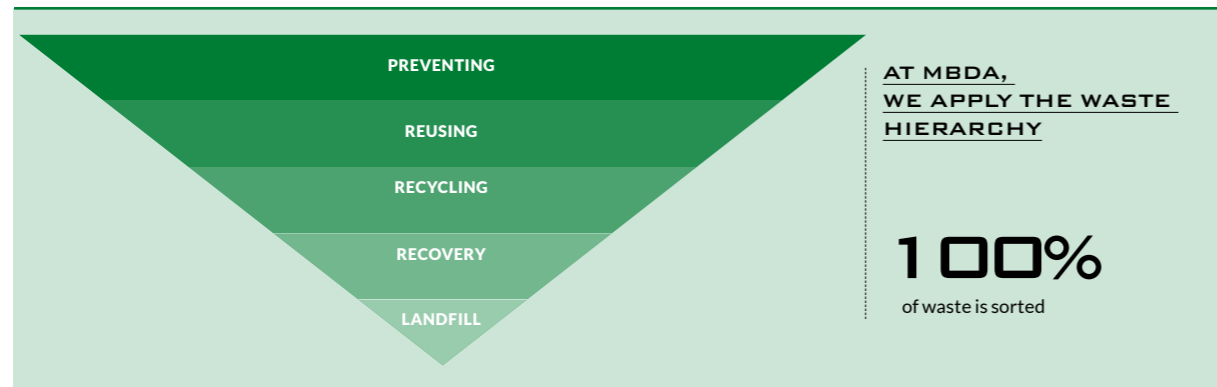 PREVENTING
REUSING
RECYCLING
RECOVERY
LANDFILL
AT MBDA,
WE APPLY THE WASTE
HIERARCHY
100%
of waste is sorted